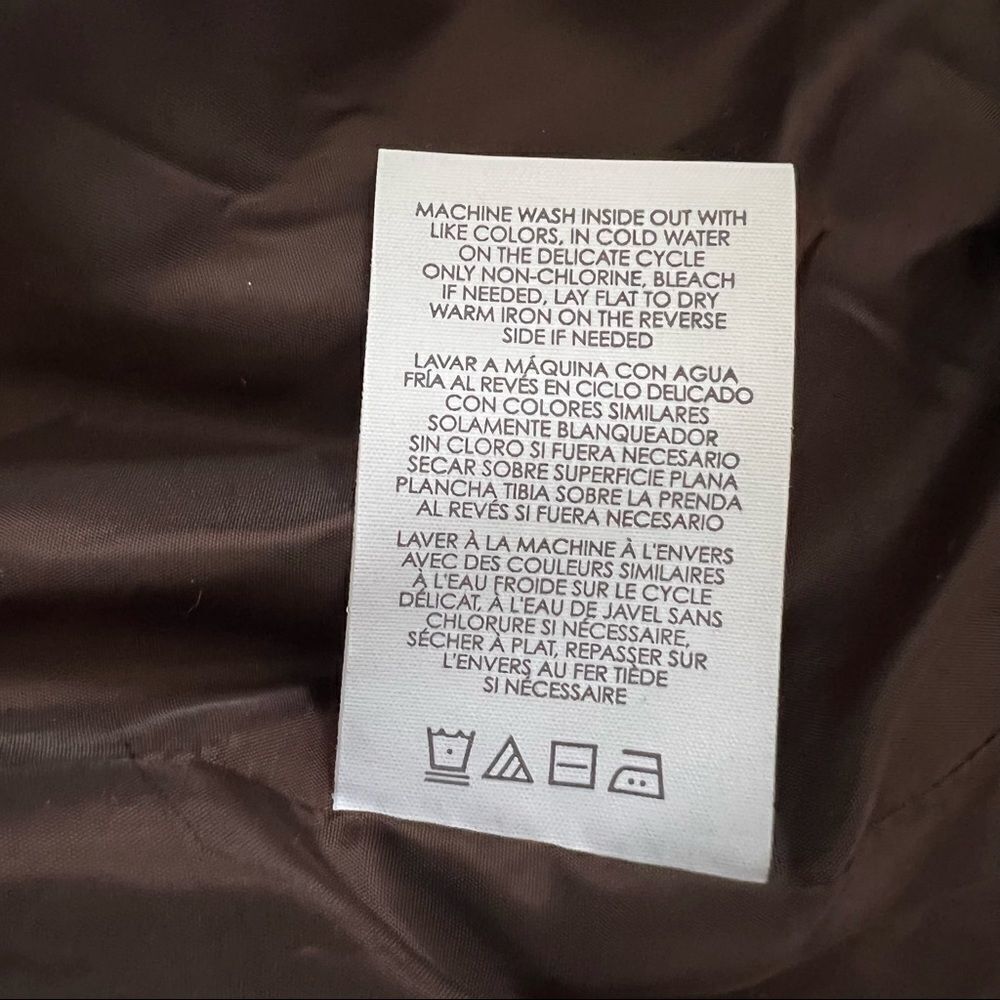 MACHINE WASH INSIDE OUT WITH
LIKE COLORS, IN COLD WATER
ON THE DELICATE CYCLE
ONLY NON-CHLORINE, BLEACH
IF NEEDED, LAY FLAT TO DRY
WARM IRON ON THE REVERSE
SIDE IF NEEDED
LAVAR A MÁQUINA CON AGUA
FRÍA AL REVÉS EN CICLO DELICADO
CON COLORES SIMILARES
SOLAMENTE BLANQUEADOR
SIN CLORO SI FUERA NECESARIO
SECAR SOBRE SUPERFICIE PLANA
PLANCHA TIBIA SOBRE LA PRENDA
AL REVÉS SI FUERA NECESARIO
LAVER À LA MACHINE À L'ENVERS
AVEC DES COULEURS SIMILAIRES
À L'EAU FROIDE SUR LE CYCLE
DÉLICAT, À L'EAU DE JAVEL SANS
CHLORURE SI NÉCESSAIRE,
SÉCHER À PLAT, REPASSER SUR
L'ENVERS AU FER TIÈDE
SI NÉCESSAIRE